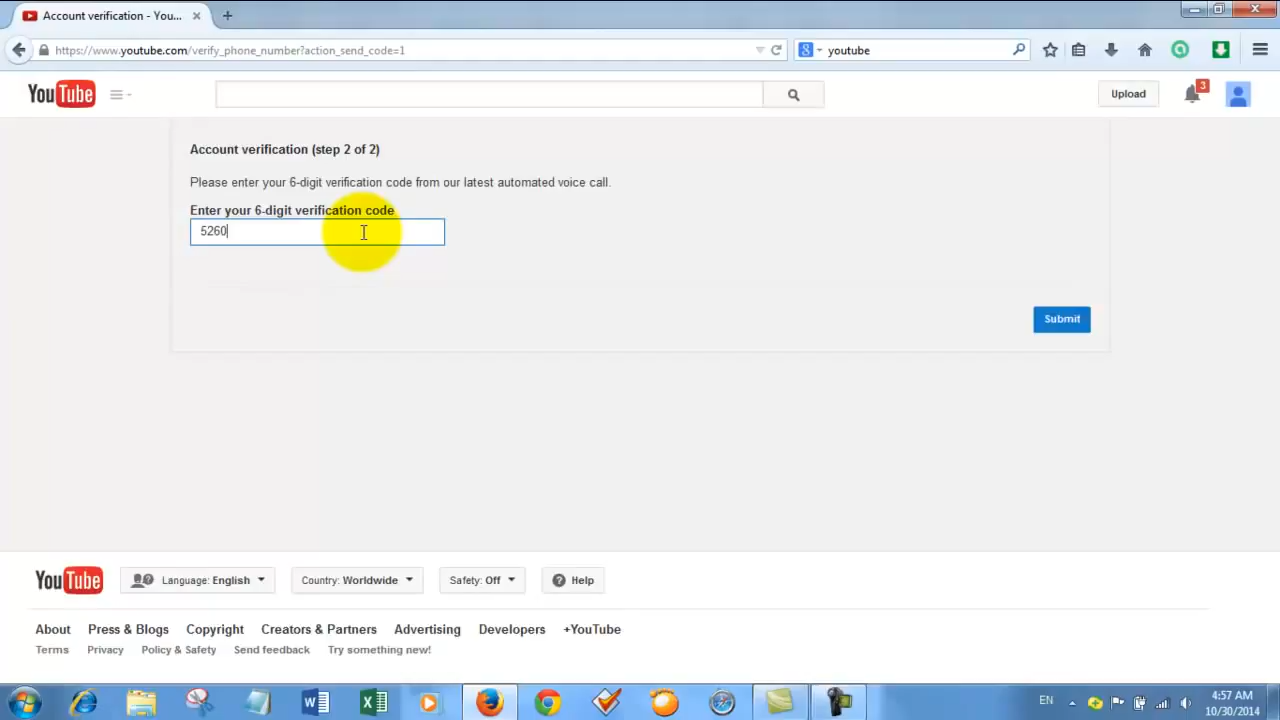 Account verification - You...
https://www.youtube.com/verify_phone_number?action_send_code=1
youtube
YouTube
Upload
3
Account verification (step 2 of 2)
Please enter your 6-digit verification code from our latest automated voice call.
Enter your 6-digit verification code
5260
Submit
YouTube
Language: English
Country: Worldwide
Safety: Off
Help
About Press & Blogs Copyright Creators & Partners Advertising Developers +YouTube
Terms Privacy Policy & Safety Send feedback Try something new!
EN
4:57 AM
10/30/2014